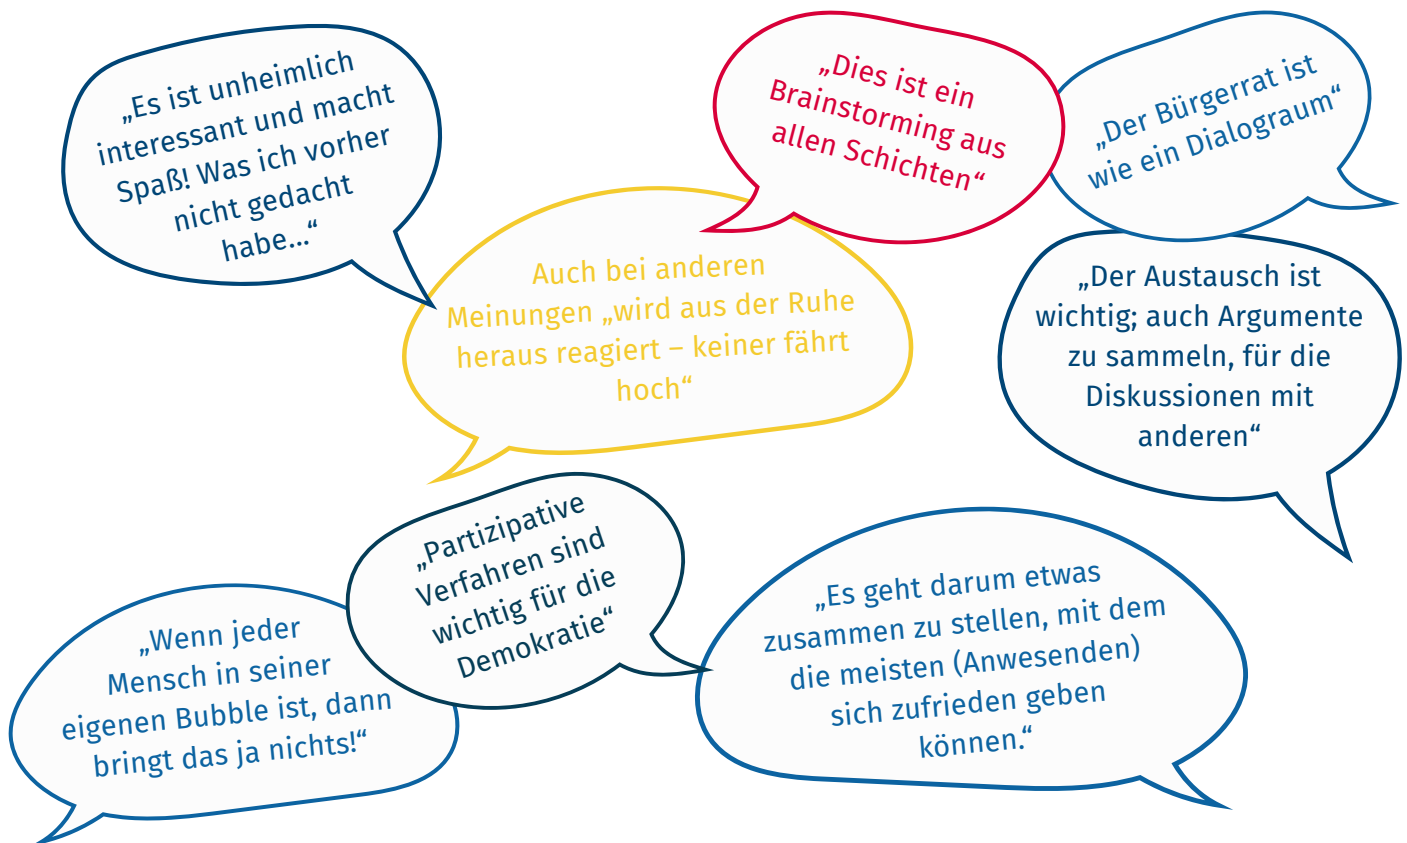 „Es ist unheimlich
interessant und macht
Spaß! Was ich vorher
nicht gedacht
habe...“
„Dies ist ein
Brainstorming aus
allen Schichten“
„Der Bürgerrat ist
wie ein Dialograum“
Auch bei anderen
Meinungen „wird aus der Ruhe
heraus reagiert – keiner fährt
hoch“
„Der Austausch ist
wichtig; auch Argumente
zu sammeln, für die
Diskussionen mit
anderen“
„Partizipative
Verfahren sind
wichtig für die
Demokratie“
„Wenn jeder
Mensch in seiner
eigenen Bubble ist, dann
bringt das ja nichts!“
„Es geht darum etwas
zusammen zu stellen, mit dem
die meisten (Anwesenden)
sich zufrieden geben
können.“